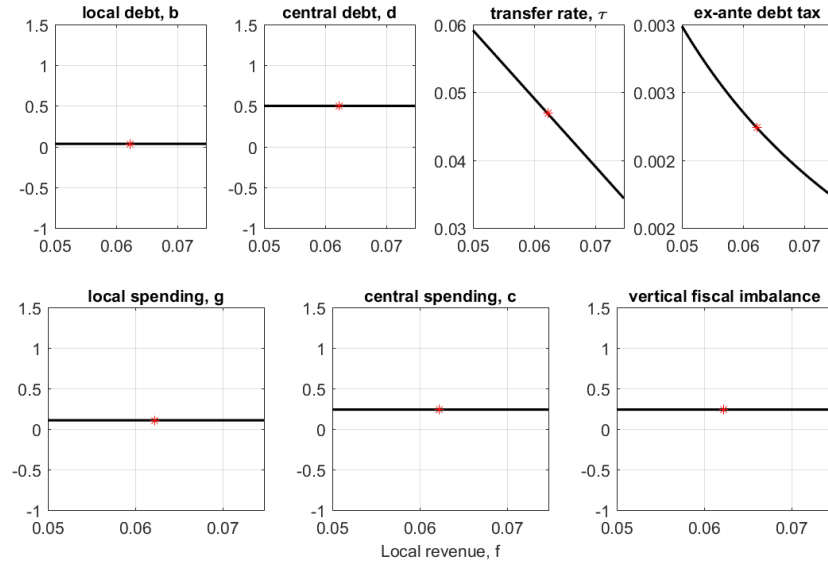 local debt, b
1.5
1
0.5
0
-0.5
-1
0.05 0.06 0.07
central debt, d
1.5
1
0.5
0
-0.5
-1
0.05 0.06 0.07
transfer rate, τ
0.06
0.05
0.04
0.03
0.05 0.06 0.07
ex-ante debt tax
0.003
0.003
0.002
0.002
0.05 0.06 0.07
local spending, g
1.5
1
0.5
0
-0.5
-1
0.05 0.06 0.07
central spending, c
1.5
1
0.5
0
-0.5
-1
0.05 0.06 0.07
Local revenue, f
vertical fiscal imbalance
1.5
1
0.5
0
-0.5
-1
0.05 0.06 0.07